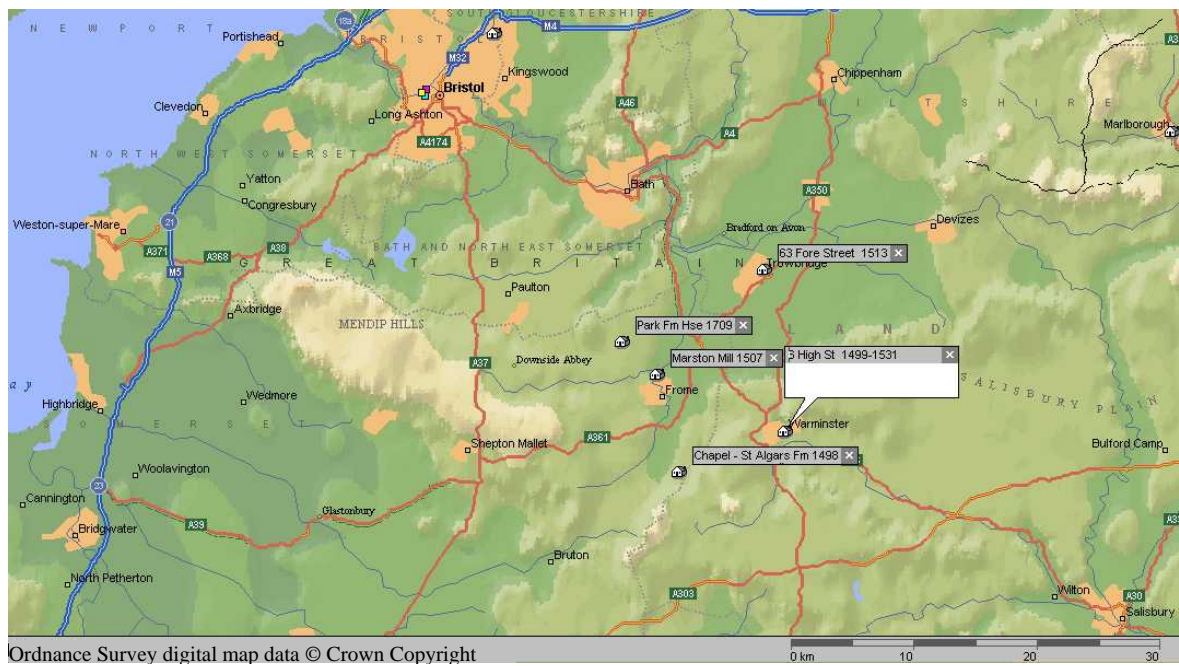 SOUTH GLOUCESTERSHIRE
NEWPORT
18a
M4
Portishead
BRISTOL
M32
Kingswood
Chippenham
Bristol
Clevedon
A46
WILTSHIRE
Long Ashton
A4
Marlborough
A4174
NORTH WEST SOMERSET
Yatton
Bath
A350
Congresbury
21
Weston-super-Mare
Devizes
Bradford on Avon
A371
A368
A38
BATH AND NORTH EAST SOMERSET
63 Fore Street 1513
GREAT BRITAIN
Trowbridge
M5
Paulton
Axbridge
MENDIP HILLS
Park Fm Hse 1709
LAND
Downside Abbey
A37
Marston Mill 1507
High St 1499-1531
SALISBURY PLAIN
Frome
Wedmore
Highbridge
SOMERSET
Warminster
A361
Shepton Mallet
Bulford Camp
Chapel - St Algars Fm 1498
Woolavington
23
Cannington
Glastonbury
A39
Bridgwater
Bruton
North Petherton
A303
Wilton
A30
Salisbury
Ordnance Survey digital map data © Crown Copyright
0 km 10 20 30